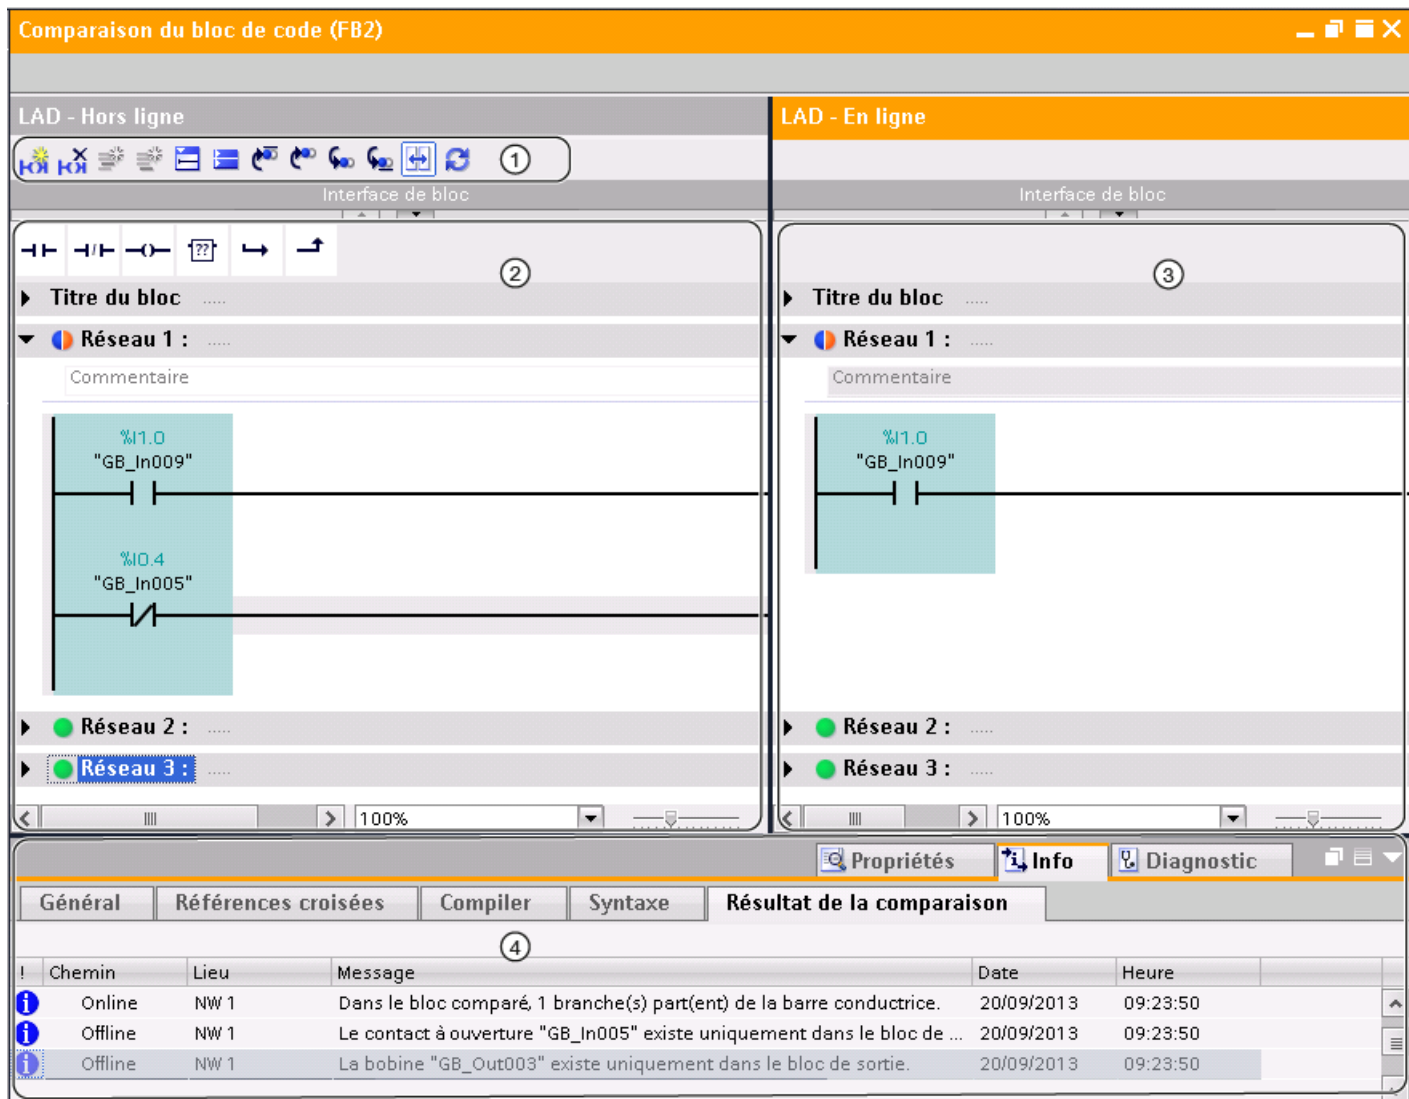 Comparaison du bloc de code (FB2)
LAD - Hors ligne
LAD - En ligne
1
Interface de bloc
Interface de bloc
??
2
3
Titre du bloc .....
Titre du bloc .....
Réseau 1 : .....
Réseau 1 : .....
Commentaire
Commentaire
%I1.0
"GB_In009"
%I1.0
"GB_In009"
%I0.4
"GB_In005"
Réseau 2 : .....
Réseau 2 : .....
Réseau 3 : .....
Réseau 3 : .....
100%
100%
Propriétés
Info
Diagnostic
Général
Références croisées
Compiler
Syntaxe
Résultat de la comparaison
4
! Chemin Lieu Message Date Heure
Online NW 1 Dans le bloc comparé, 1 branche(s) part(ent) de la barre conductrice. 20/09/2013 09:23:50
Offline NW 1 Le contact à ouverture "GB_In005" existe uniquement dans le bloc de ... 20/09/2013 09:23:50
Offline NW 1 La bobine "GB_Out003" existe uniquement dans le bloc de sortie. 20/09/2013 09:23:50